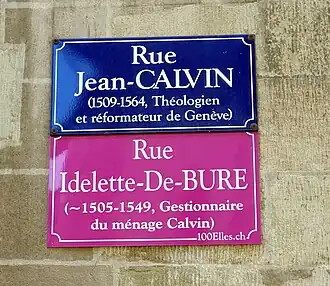 Rue
Jean-CALVIN
(1509-1564, Théologien
et réformateur de Genève)
Rue
Idelette-De-BURE
(~1505-1549, Gestionnaire
du ménage Calvin)
100Elles.ch